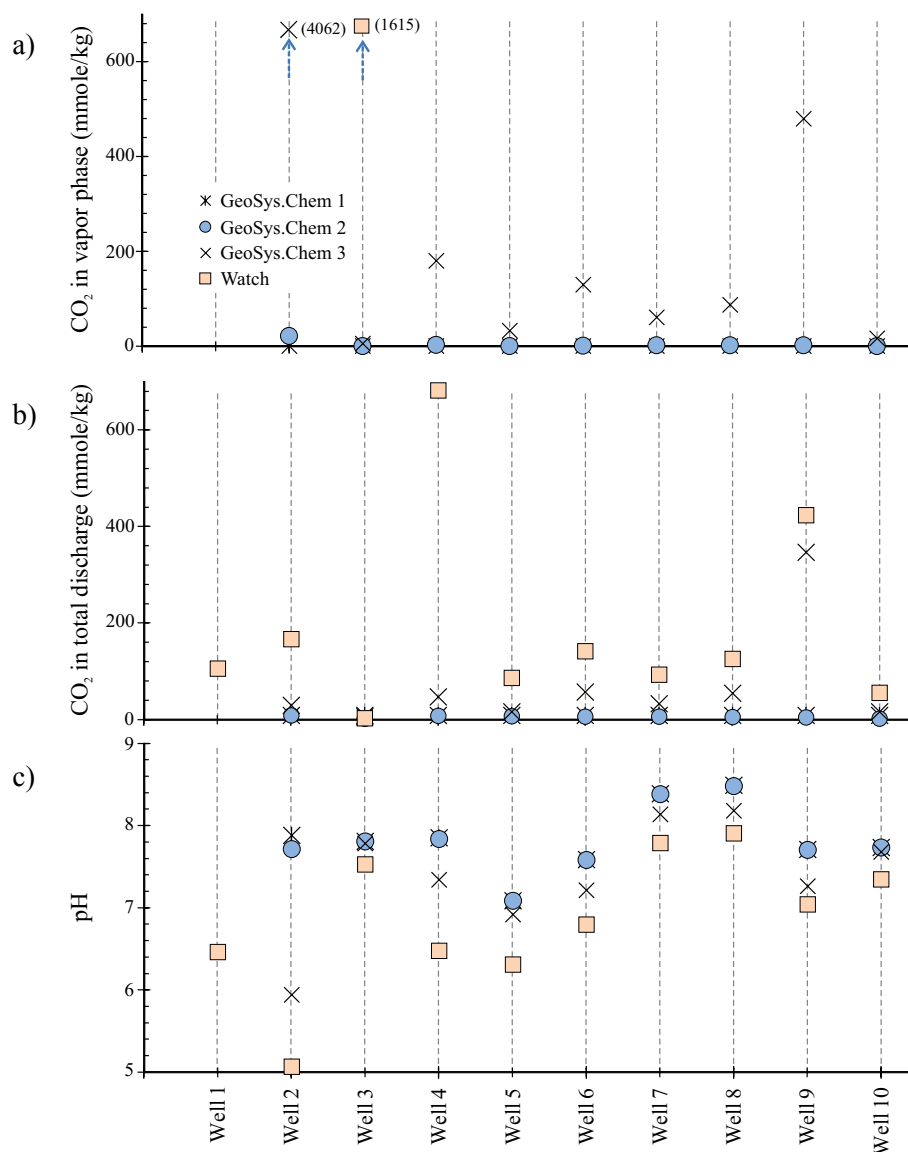 a)
CO₂ in vapor phase (mmole/kg)
600
400
200
0
(4062)
(1615)
GeoSys.Chem 1
GeoSys.Chem 2
GeoSys.Chem 3
Watch
b)
CO₂ in total discharge (mmole/kg)
600
400
200
0
c)
pH
9
8
7
6
5
Well 1
Well 2
Well 3
Well 4
Well 5
Well 6
Well 7
Well 8
Well 9
Well 10